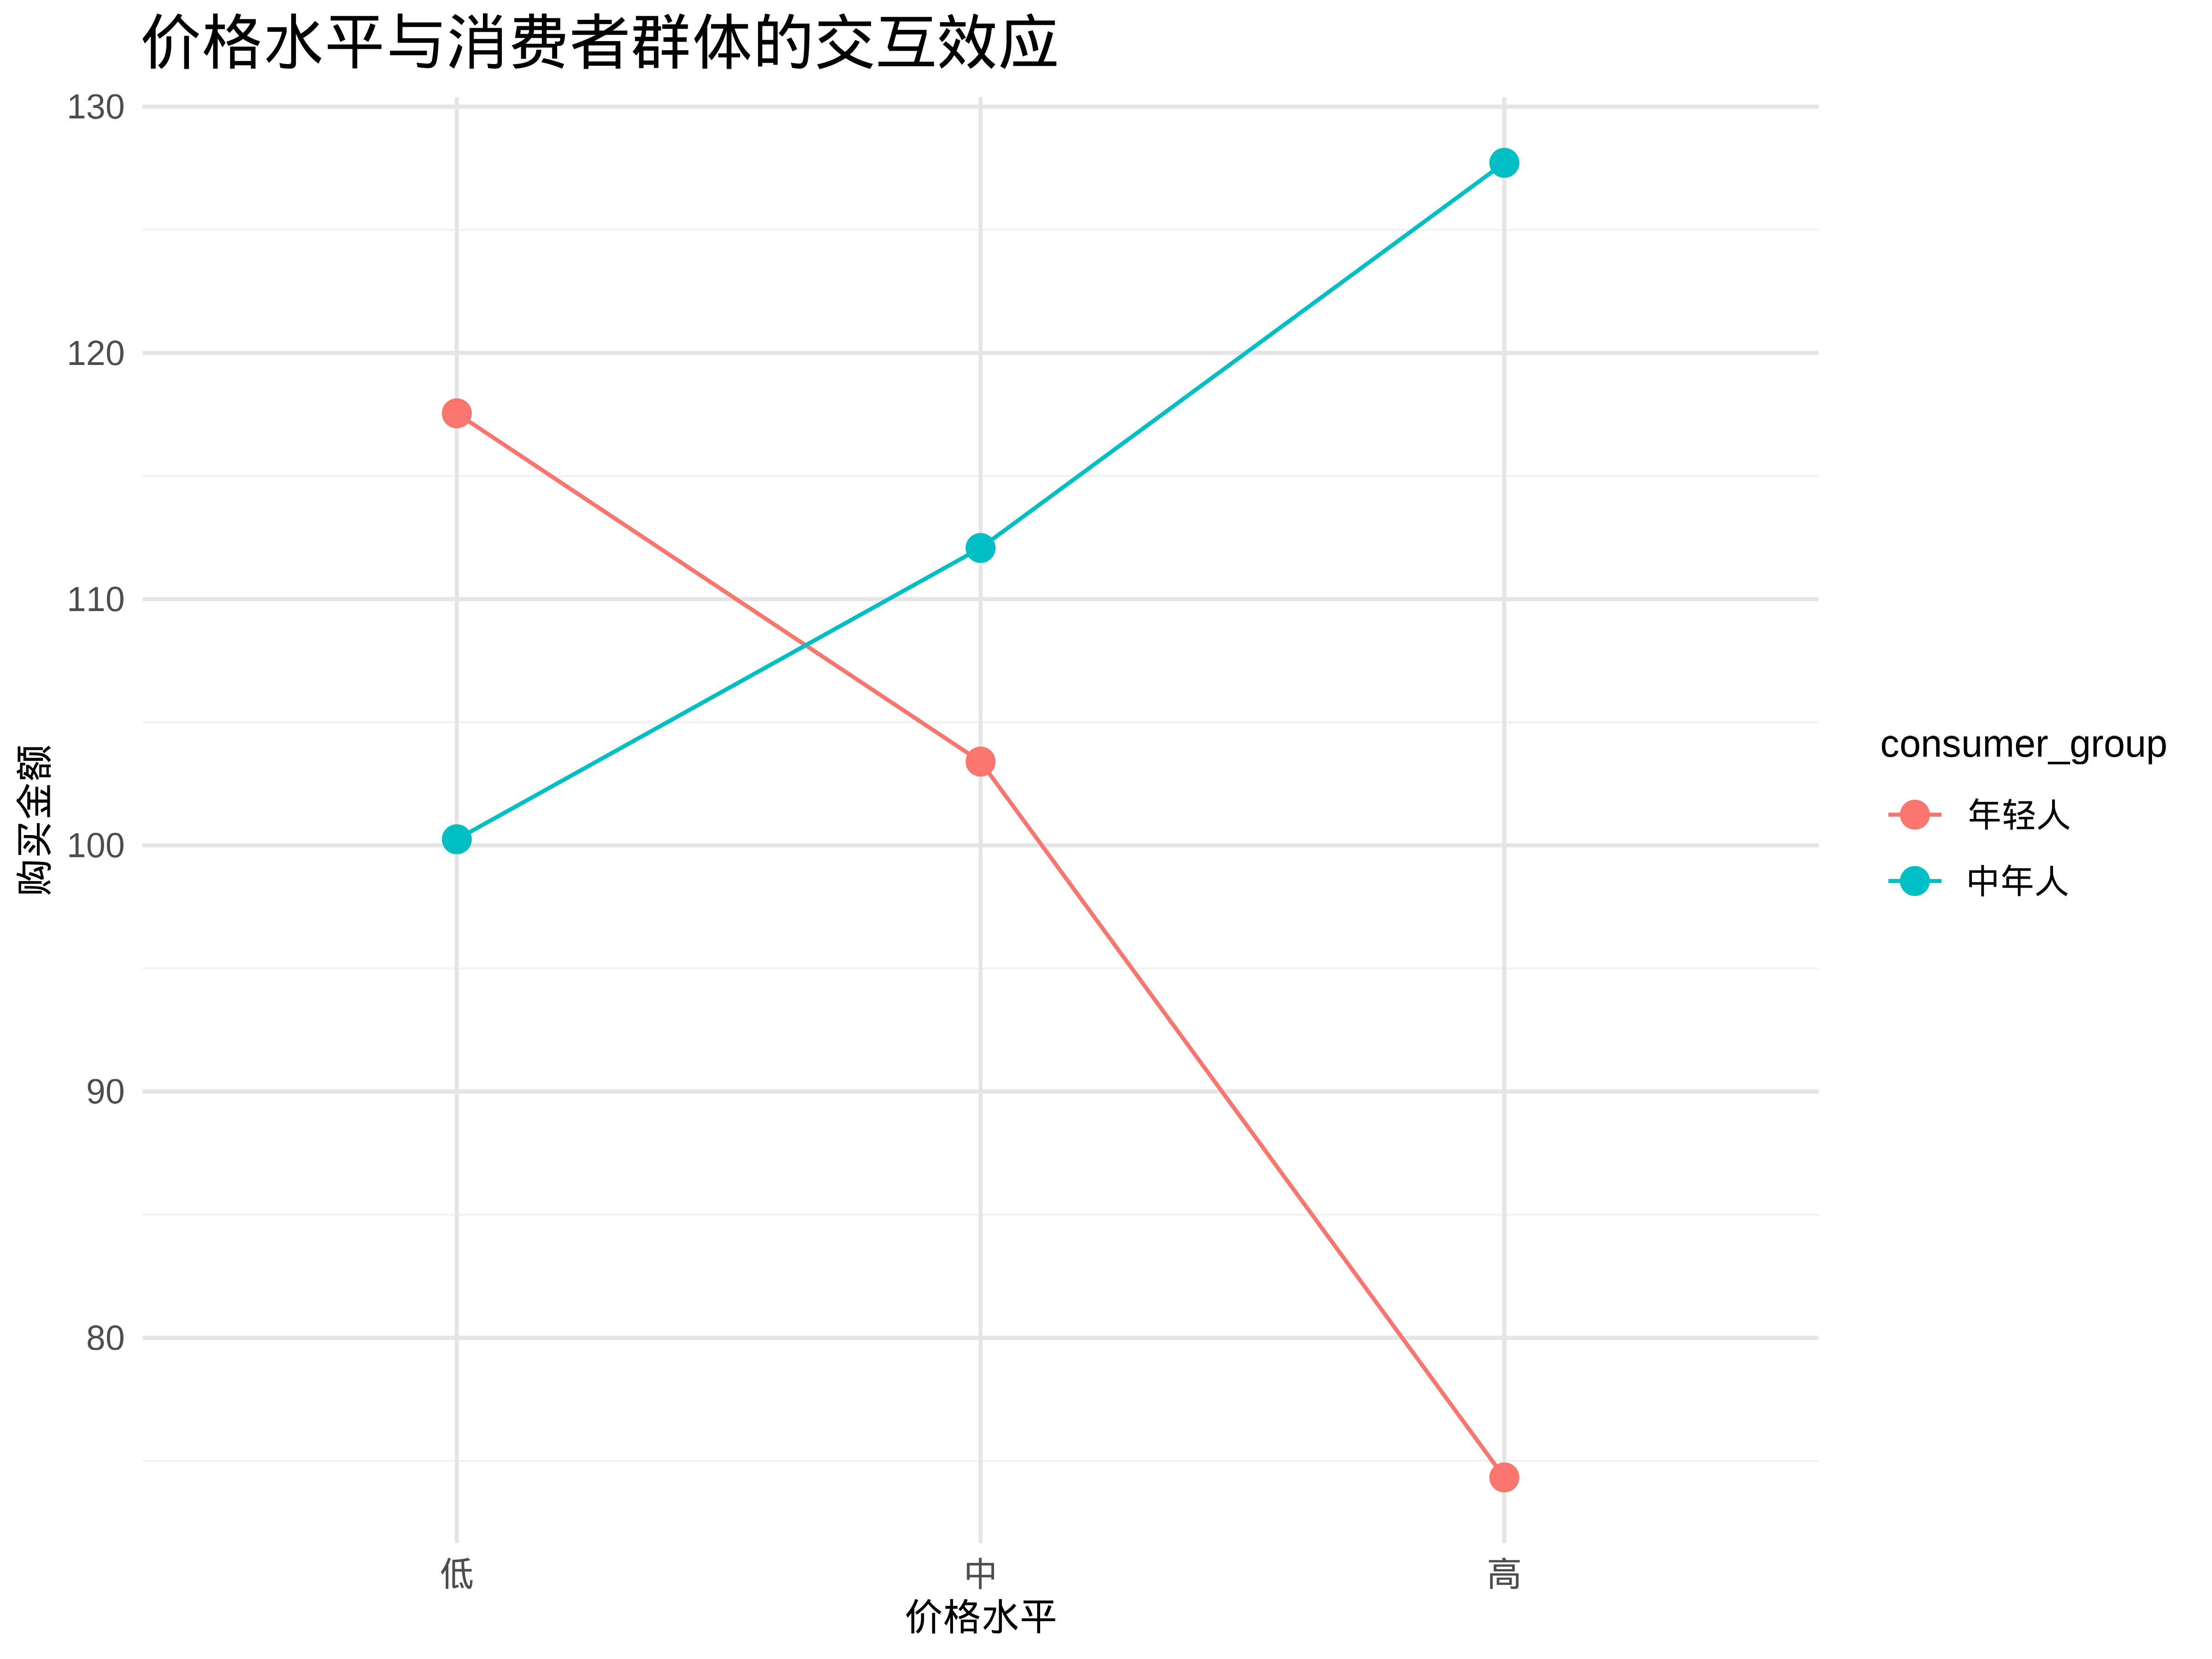 价格水平与消费者群体的交互效应
130
120
110
100
90
80
购买金额
低
中
高
价格水平
consumer_group
年轻人
中年人